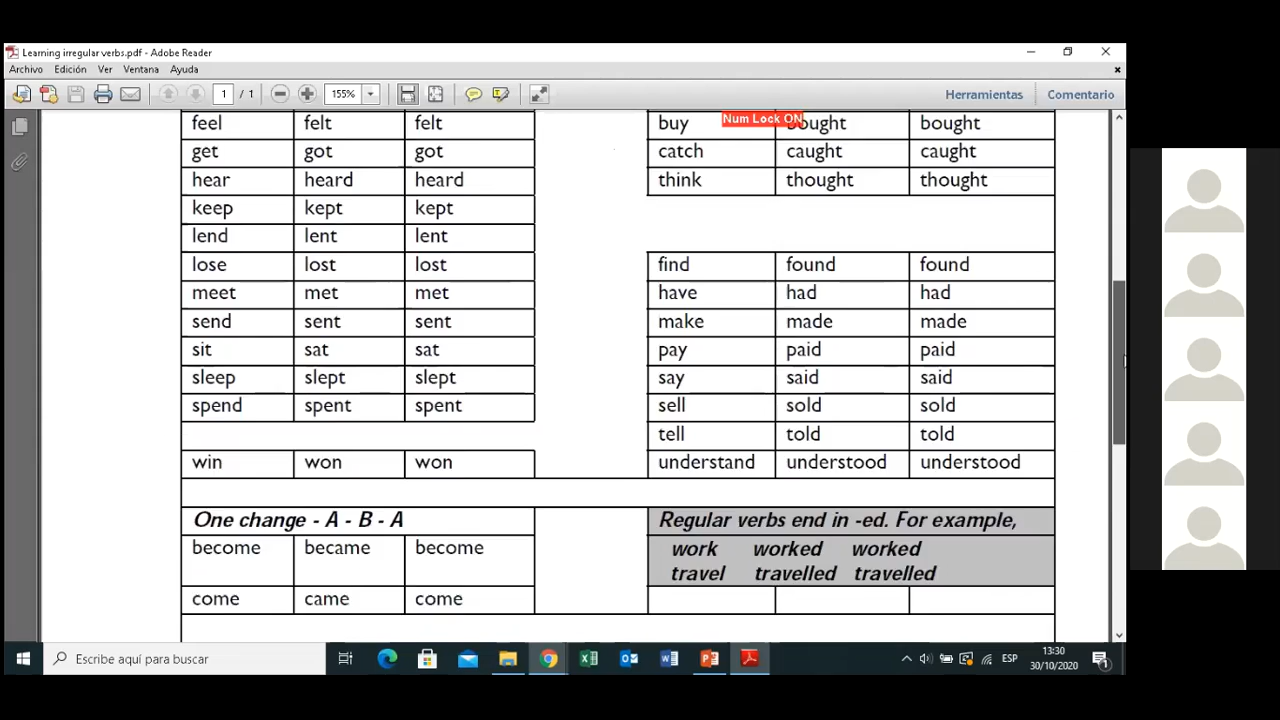 Learning irregular verbs.pdf - Adobe Reader
Archivo Edición Ver Ventana Ayuda
1 / 1 155% Herramientas Comentario
Num Lock ON
feel felt felt buy bought bought
get got got catch caught caught
hear heard heard think thought thought
keep kept kept
lend lent lent
lose lost lost find found found
meet met met have had had
send sent sent make made made
sit sat sat pay paid paid
sleep slept slept say said said
spend spent spent sell sold sold
tell told told
win won won understand understood understood
One change - A - B - A Regular verbs end in -ed. For example,
become became become work worked worked
travel travelled travelled
come came come
Escribe aquí para buscar ESP 13:30
30/10/2020